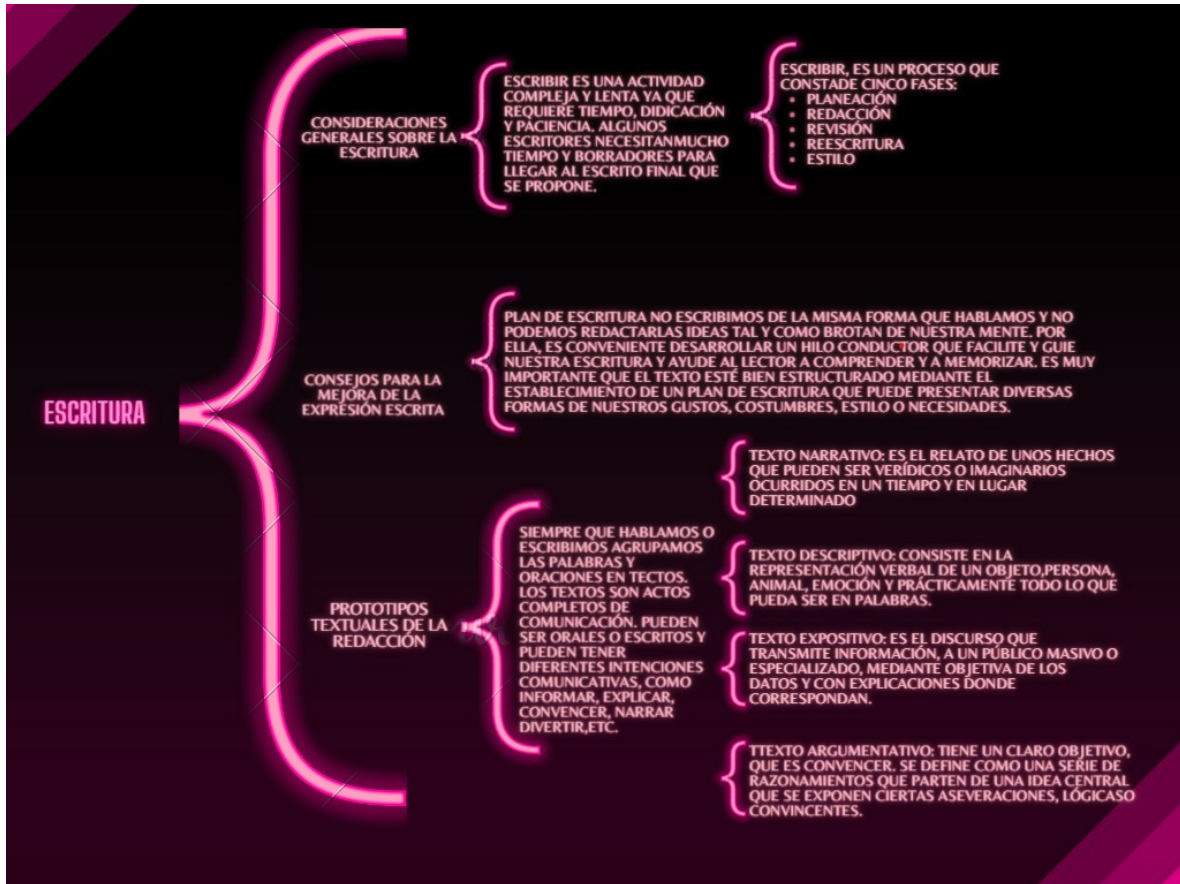 ESCRITURA
CONSIDERACIONES
GENERALES SOBRE LA
ESCRITURA
ESCRIBIR ES UNA ACTIVIDAD
COMPLEJA Y LENTA YA QUE
REQUIERE TIEMPO, DIDICACIÓN
Y PACIENCIA. ALGUNOS
ESCRITORES NECESITANMUCHO
TIEMPO Y BORRADORES PARA
LLEGAR AL ESCRITO FINAL QUE
SE PROPONE.
ESCRIBIR, ES UN PROCESO QUE
CONSTADE CINCO FASES:
• PLANEACIÓN
• REDACCIÓN
• REVISIÓN
• REESCRITURA
• ESTILO
CONSEJOS PARA LA
MEJORA DE LA
EXPRESIÓN ESCRITA
PLAN DE ESCRITURA NO ESCRIBIMOS DE LA MISMA FORMA QUE HABLAMOS Y NO
PODEMOS REDACTARLAS IDEAS TAL Y COMO BROTAN DE NUESTRA MENTE. POR
ELLA, ES CONVENIENTE DESARROLLAR UN HILO CONDUCTOR QUE FACILITE Y GUIE
NUESTRA ESCRITURA Y AYUDE AL LECTOR A COMPRENDER Y A MEMORIZAR. ES MUY
IMPORTANTE QUE EL TEXTO ESTÉ BIEN ESTRUCTURADO MEDIANTE EL
ESTABLECIMIENTO DE UN PLAN DE ESCRITURA QUE PUEDE PRESENTAR DIVERSAS
FORMAS DE NUESTROS GUSTOS, COSTUMBRES, ESTILO O NECESIDADES.
PROTOTIPOS
TEXTUALES DE LA
REDACCIÓN
SIEMPRE QUE HABLAMOS O
ESCRIBIMOS AGRUPAMOS
LAS PALABRAS Y
ORACIONES EN TECTOS.
LOS TEXTOS SON ACTOS
COMPLETOS DE
COMUNICACIÓN. PUEDEN
SER ORALES O ESCRITOS Y
PUEDEN TENER
DIFERENTES INTENCIONES
COMUNICATIVAS, COMO
INFORMAR, EXPLICAR,
CONVENCER, NARRAR
DIVERTIR,ETC.
TEXTO NARRATIVO: ES EL RELATO DE UNOS HECHOS
QUE PUEDEN SER VERÍDICOS O IMAGINARIOS
OCURRIDOS EN UN TIEMPO Y EN LUGAR
DETERMINADO
TEXTO DESCRIPTIVO: CONSISTE EN LA
REPRESENTACIÓN VERBAL DE UN OBJETO,PERSONA,
ANIMAL, EMOCIÓN Y PRÁCTICAMENTE TODO LO QUE
PUEDA SER EN PALABRAS.
TEXTO EXPOSITIVO: ES EL DISCURSO QUE
TRANSMITE INFORMACIÓN, A UN PÚBLICO MASIVO O
ESPECIALIZADO, MEDIANTE OBJETIVA DE LOS
DATOS Y CON EXPLICACIONES DONDE
CORRESPONDAN.
TTEXTO ARGUMENTATIVO: TIENE UN CLARO OBJETIVO,
QUE ES CONVENCER. SE DEFINE COMO UNA SERIE DE
RAZONAMIENTOS QUE PARTEN DE UNA IDEA CENTRAL
QUE SE EXPONEN CIERTAS ASEVERACIONES, LÓGICASO
CONVINCENTES.